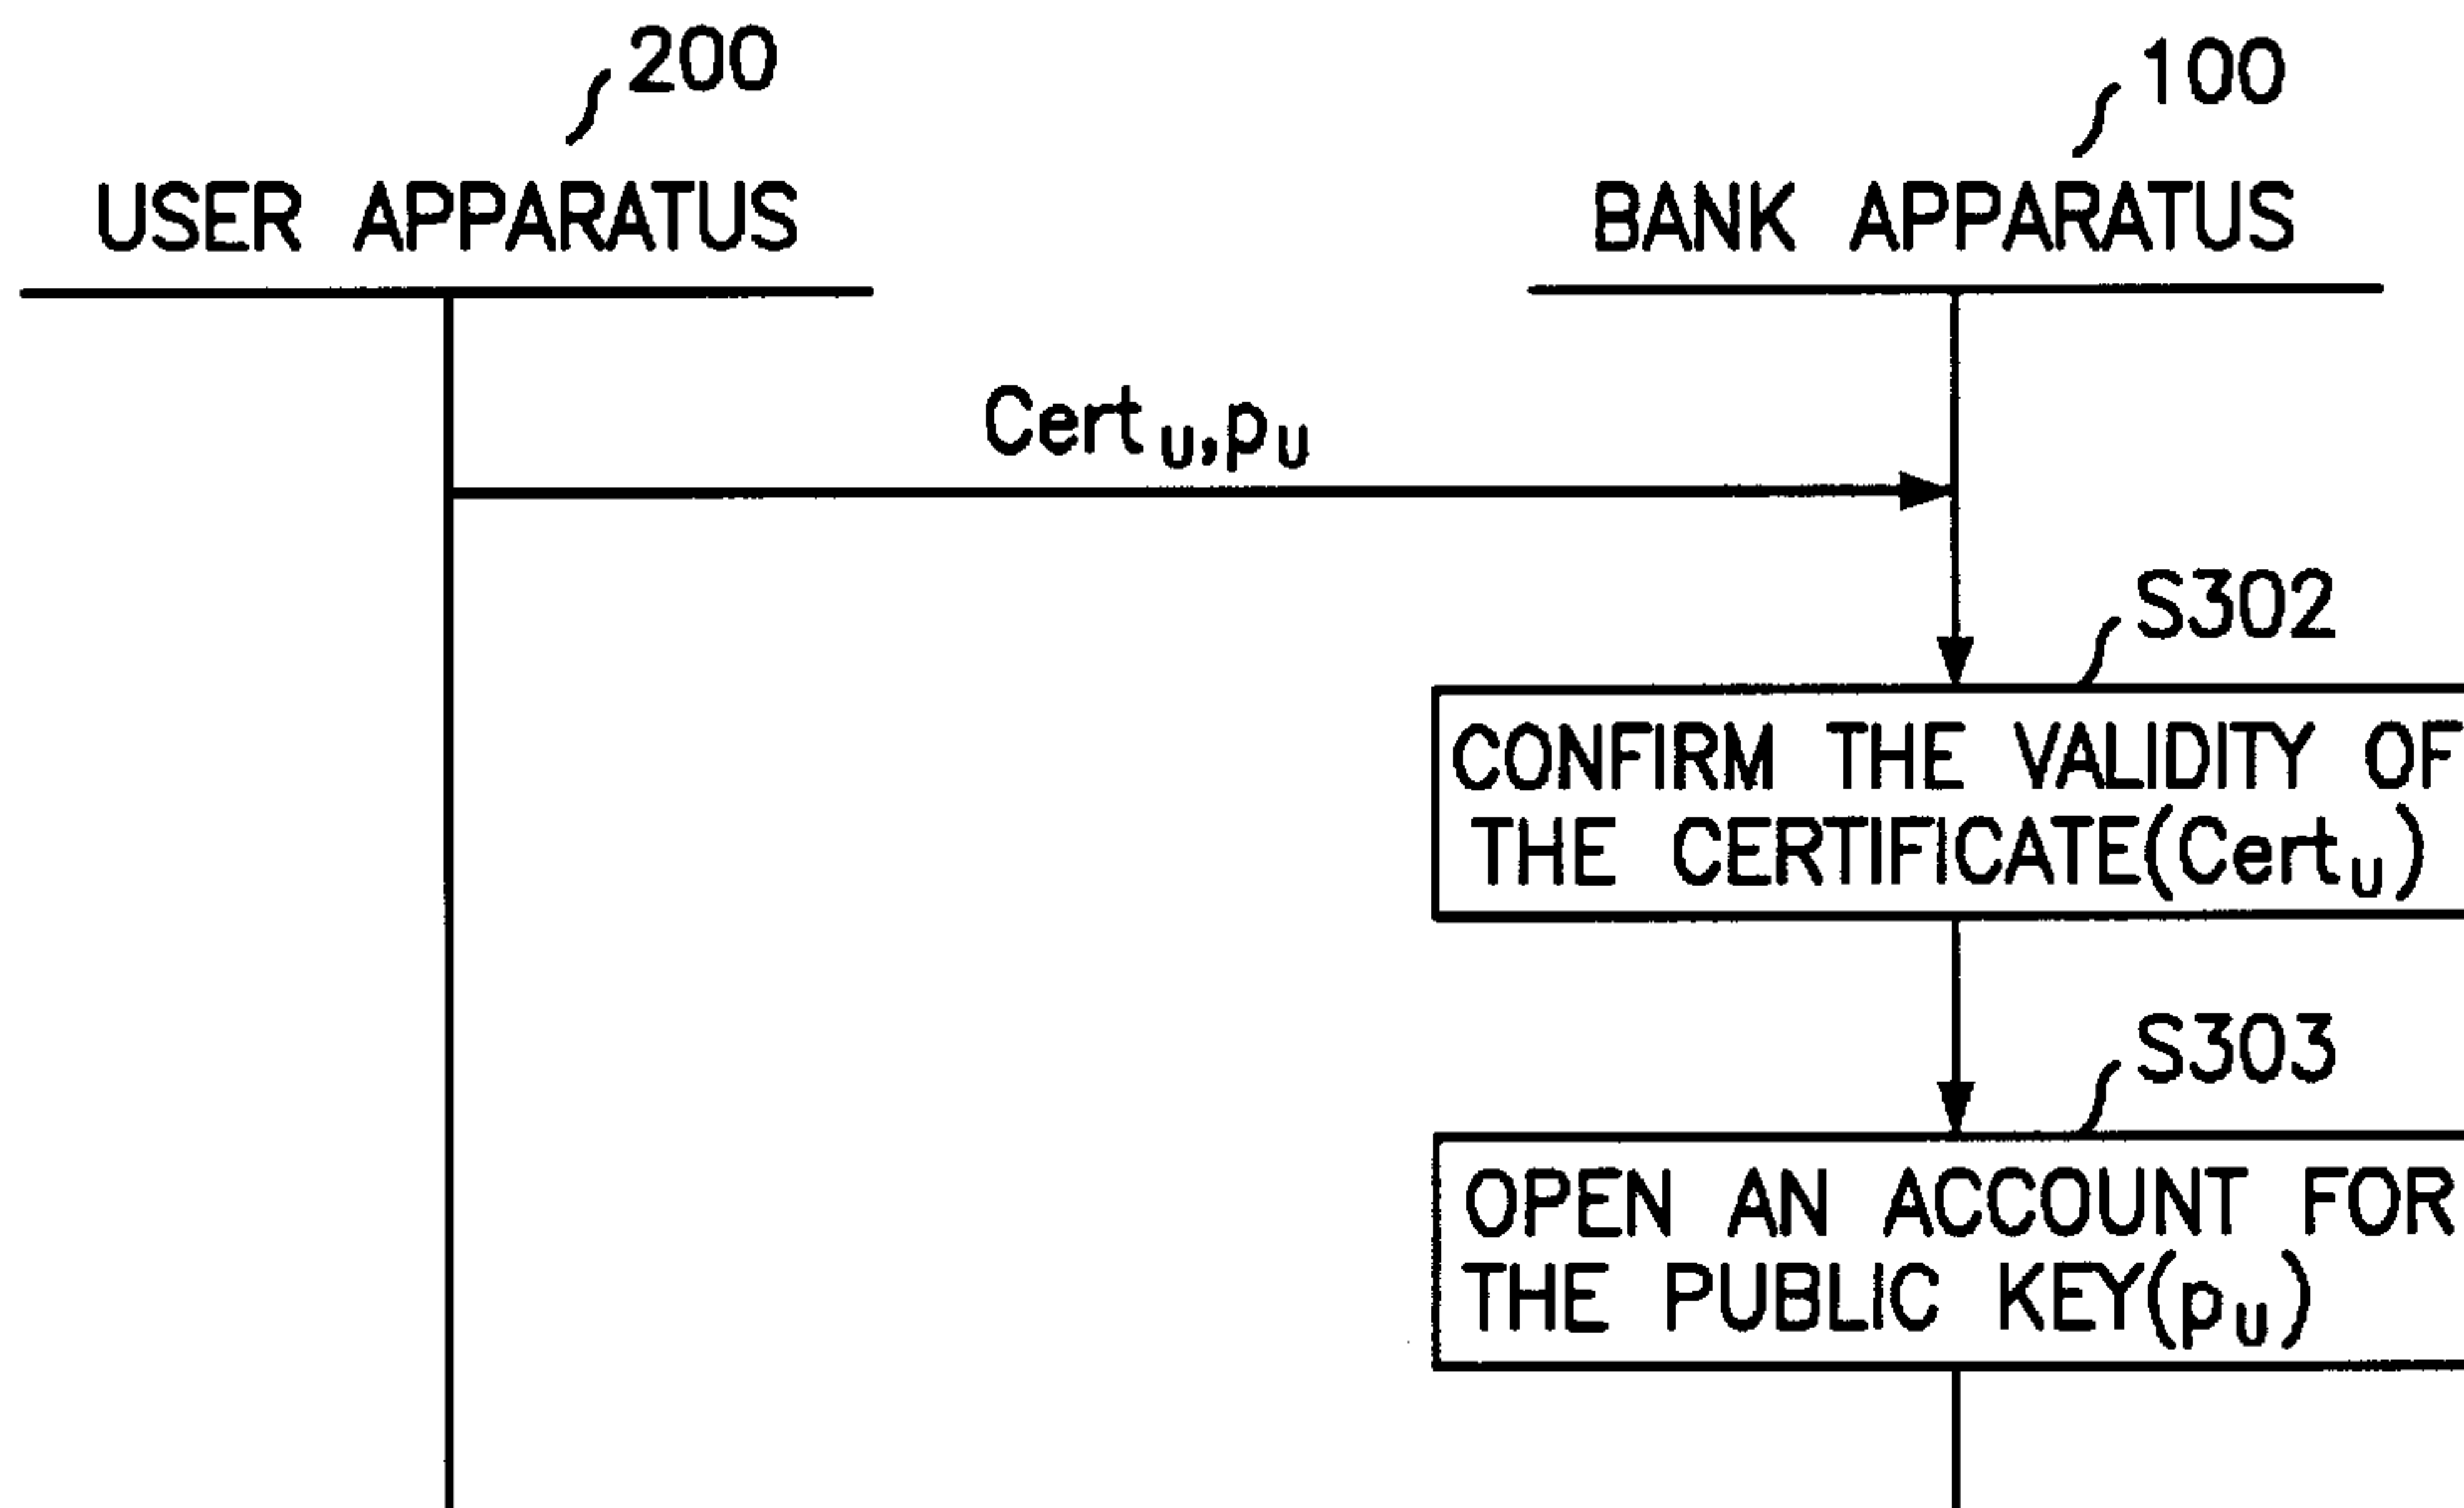 200
100
USER APPARATUS
BANK APPARATUS
Cert u,pu
S302
CONFIRM THE VALIDITY OF
THE CERTIFICATE(Certu)
S303
OPEN AN ACCOUNT FOR
THE PUBLIC KEY(pu)